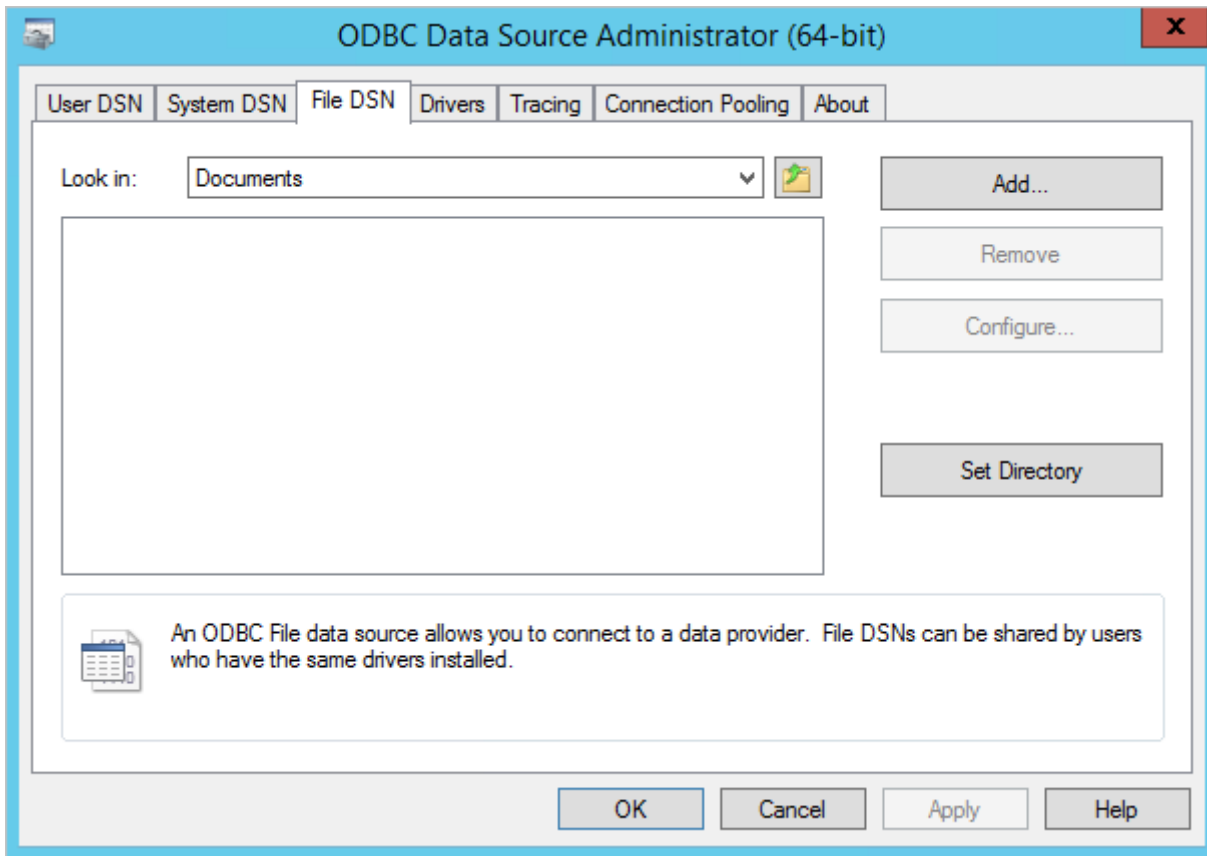 ODBC Data Source Administrator (64-bit)
x
User DSN System DSN File DSN Drivers Tracing Connection Pooling About
Look in: Documents
Add...
Remove
Configure...
Set Directory
An ODBC File data source allows you to connect to a data provider.  File DSNs can be shared by users
who have the same drivers installed.
OK Cancel Apply Help